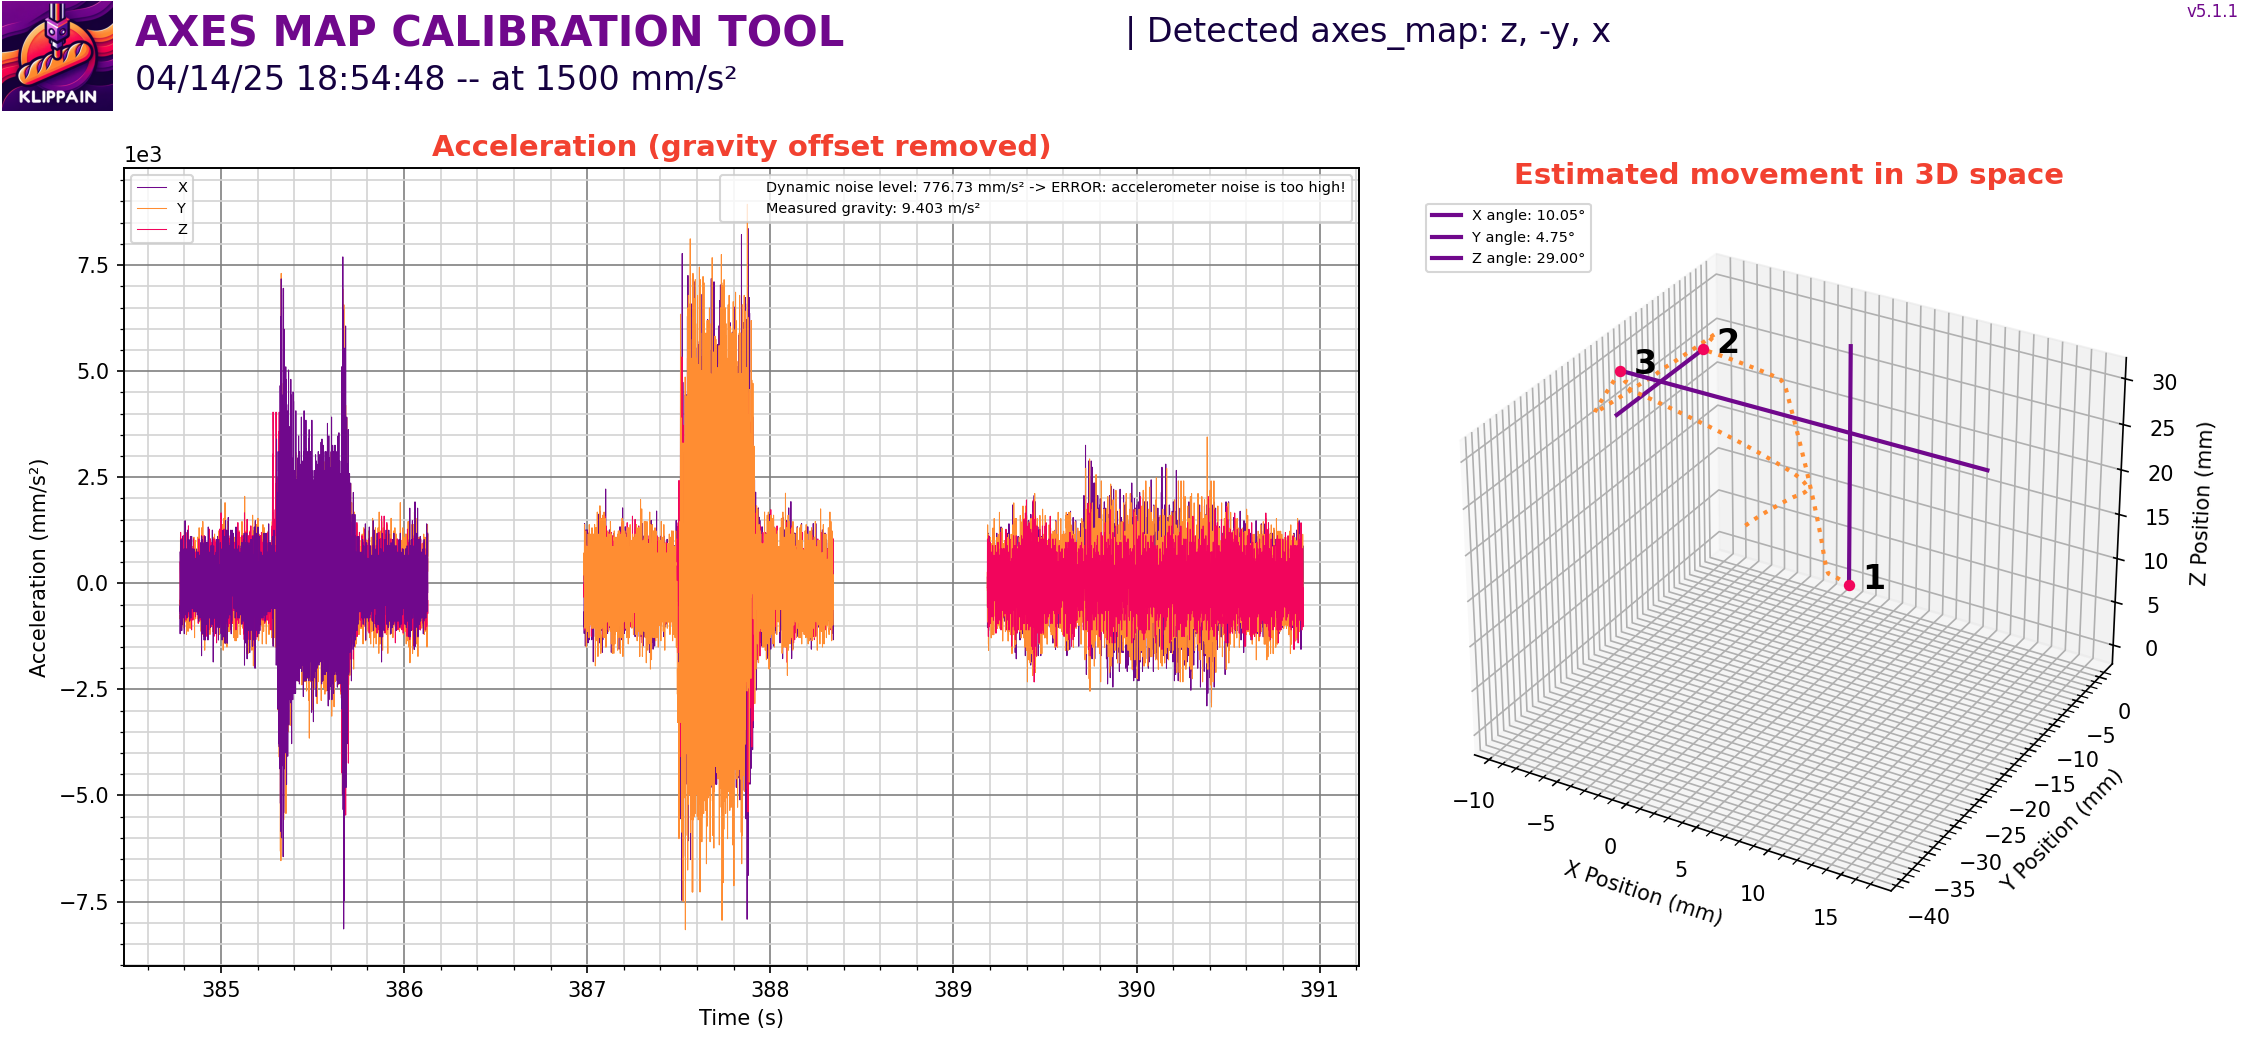 KLIPPAIN
AXES MAP CALIBRATION TOOL
04/14/25 18:54:48 -- at 1500 mm/s²
| Detected axes_map: z, -y, x
v5.1.1
Acceleration (gravity offset removed)
1e3
X
Y
Z
Dynamic noise level: 776.73 mm/s² -> ERROR: accelerometer noise is too high!
Measured gravity: 9.403 m/s²
Acceleration (mm/s²)
7.5
5.0
2.5
0.0
−2.5
−5.0
−7.5
385 386 387 388 389 390 391
Time (s)
Estimated movement in 3D space
X angle: 10.05°
Y angle: 4.75°
Z angle: 29.00°
1
2
3
X Position (mm)
−10
−5
0
5
10
15
Y Position (mm)
0
−5
−10
−15
−20
−25
−30
−35
−40
Z Position (mm)
30
25
20
15
10
5
0